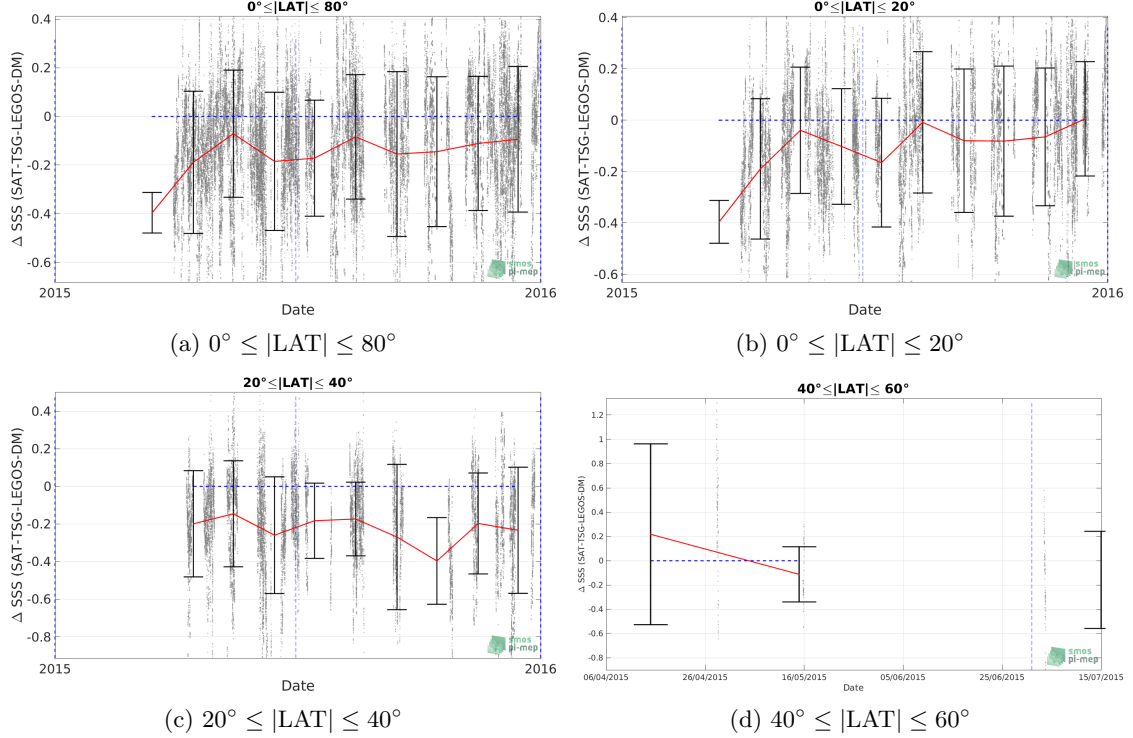 0°≤|LAT|≤ 80°
Δ SSS (SAT-TSG-LEGOS-DM)
0.4
0.2
0
-0.2
-0.4
-0.6
2015
2016
Date
smos
pi-mep
(a) 0° ≤ |LAT| ≤ 80°
0°≤|LAT|≤ 20°
Δ SSS (SAT-TSG-LEGOS-DM)
0.4
0.2
0
-0.2
-0.4
-0.6
2015
2016
Date
smos
pi-mep
(b) 0° ≤ |LAT| ≤ 20°
20°≤|LAT|≤ 40°
Δ SSS (SAT-TSG-LEGOS-DM)
0.4
0.2
0
-0.2
-0.4
-0.6
-0.8
2015
2016
Date
smos
pi-mep
(c) 20° ≤ |LAT| ≤ 40°
40°≤|LAT|≤ 60°
Δ SSS (SAT-TSG-LEGOS-DM)
1.2
1
0.8
0.6
0.4
0.2
0
-0.2
-0.4
-0.6
-0.8
06/04/2015
26/04/2015
16/05/2015
05/06/2015
25/06/2015
15/07/2015
Date
smos
pi-mep
(d) 40° ≤ |LAT| ≤ 60°